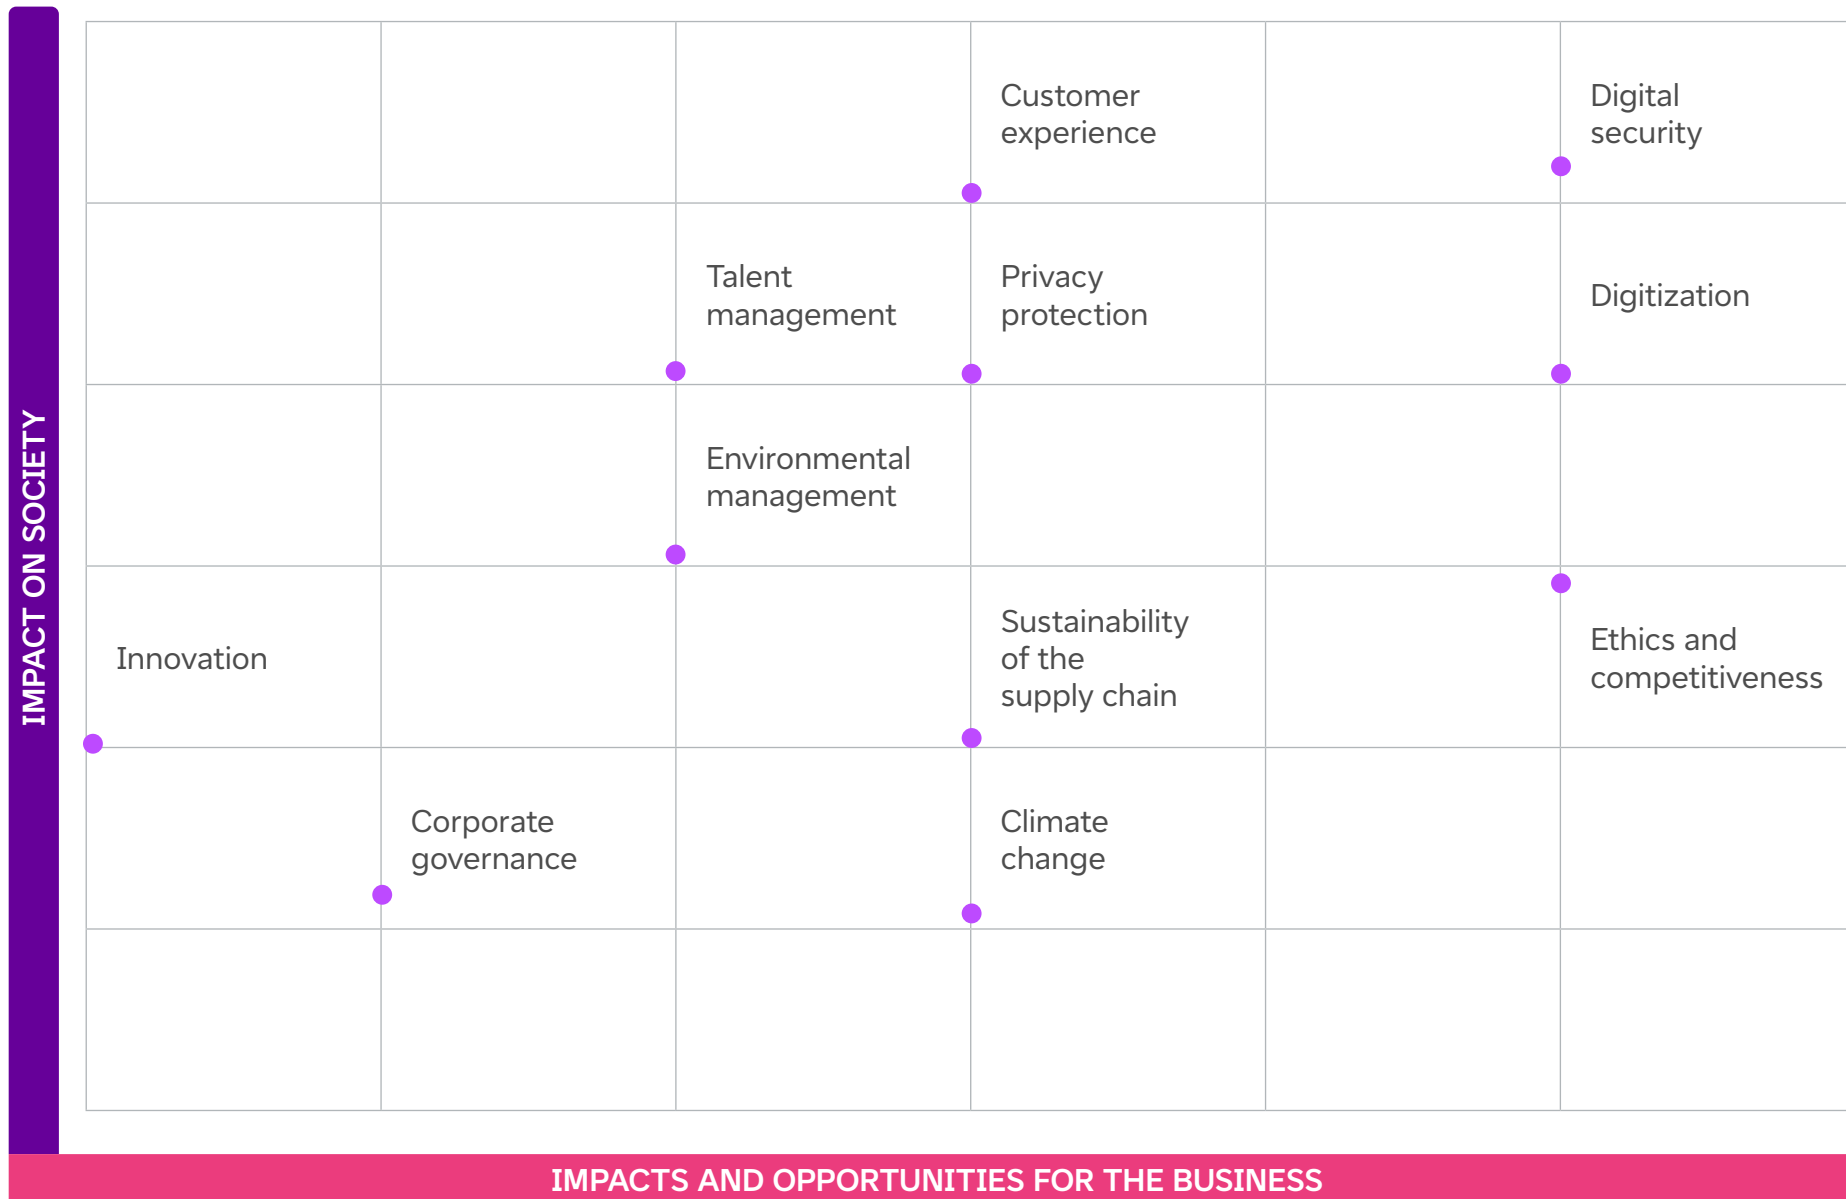 IMPACT ON SOCIETY
Customer
experience
Digital
security
Talent
management
Privacy
protection
Digitization
Environmental
management
Innovation
Sustainability
of the
supply chain
Ethics and
competitiveness
Corporate
governance
Climate
change
IMPACTS AND OPPORTUNITIES FOR THE BUSINESS